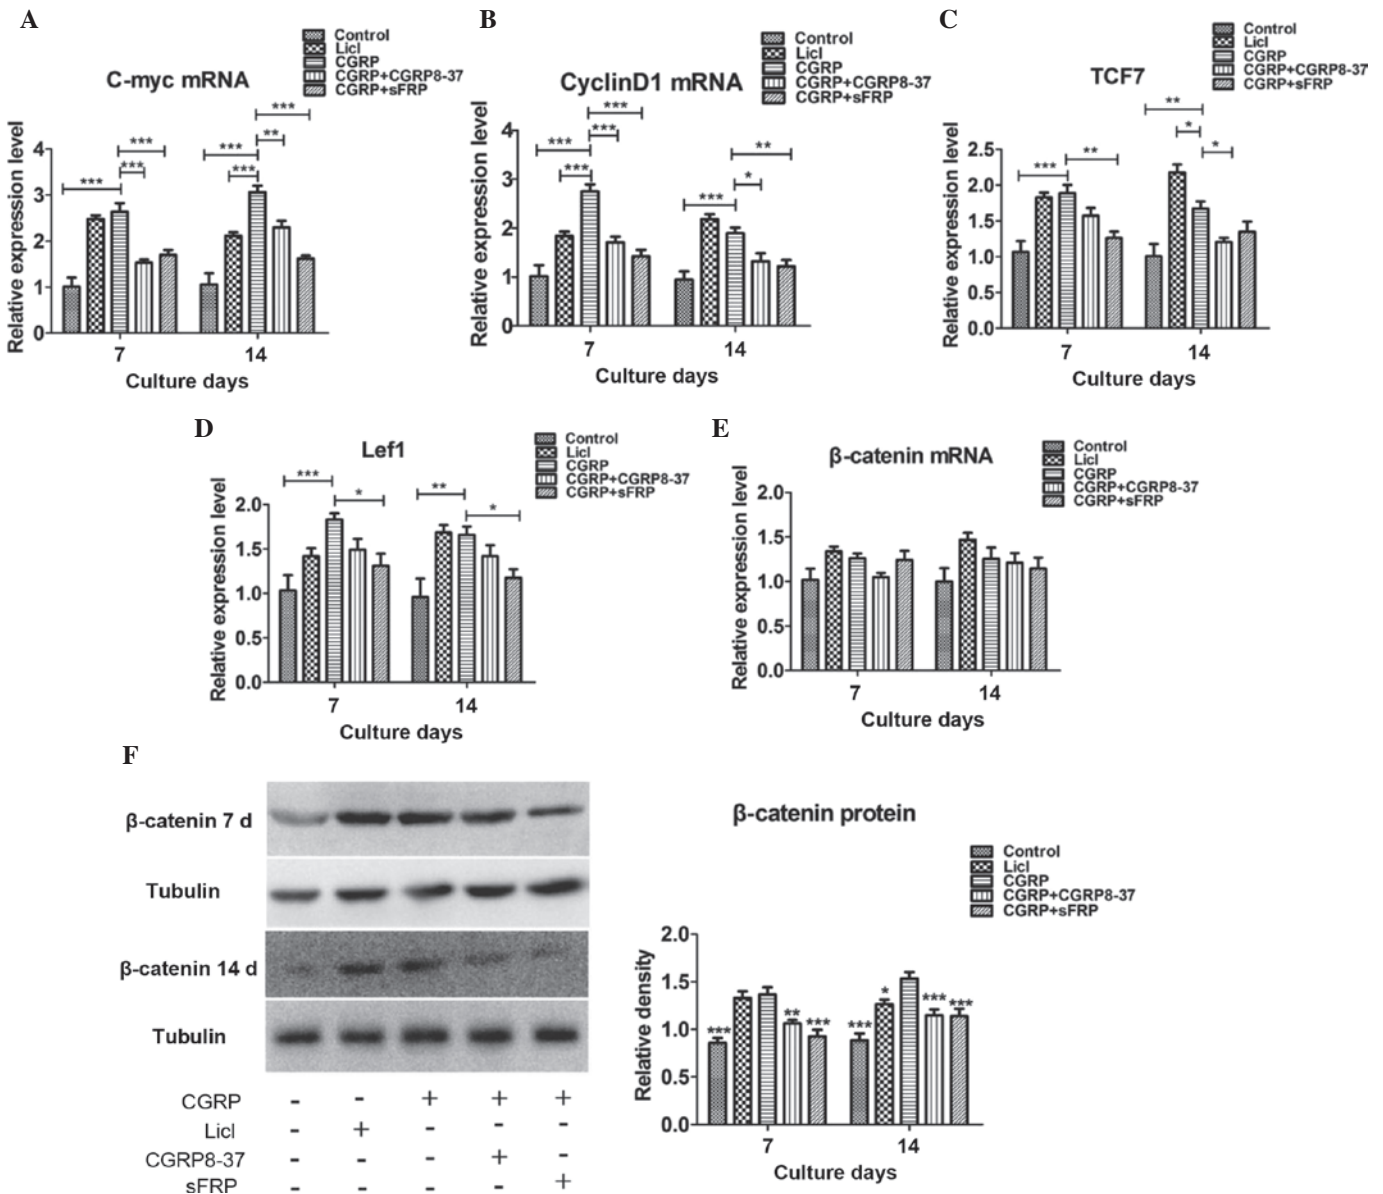 A
C-myc mRNA
Control
Licl
CGRP
CGRP+CGRP8-37
CGRP+sFRP
Relative expression level
4
3
2
1
0
***
***
***
***
***
**
***
7
14
Culture days
B
CyclinD1 mRNA
Control
Licl
CGRP
CGRP+CGRP8-37
CGRP+sFRP
Relative expression level
4
3
2
1
0
***
***
***
***
***
*
**
7
14
Culture days
C
TCF7
Control
Licl
CGRP
CGRP+CGRP8-37
CGRP+sFRP
Relative expression level
2.5
2.0
1.5
1.0
0.5
0.0
***
**
**
*
*
7
14
Culture days
D
Lef1
Control
Licl
CGRP
CGRP+CGRP8-37
CGRP+sFRP
Relative expression level
2.0
1.5
1.0
0.5
0.0
***
*
**
*
7
14
Culture days
E
β-catenin mRNA
Control
Licl
CGRP
CGRP+CGRP8-37
CGRP+sFRP
Relative expression level
2.0
1.5
1.0
0.5
0.0
7
14
Culture days
F
β-catenin 7 d
Tubulin
β-catenin 14 d
Tubulin
CGRP - - + + +
Licl - + - - -
CGRP8-37 - - - + -
sFRP - - - - +
β-catenin protein
Control
Licl
CGRP
CGRP+CGRP8-37
CGRP+sFRP
Relative density
2.0
1.5
1.0
0.5
0.0
***
**
***
***
*
***
***
7
14
Culture days